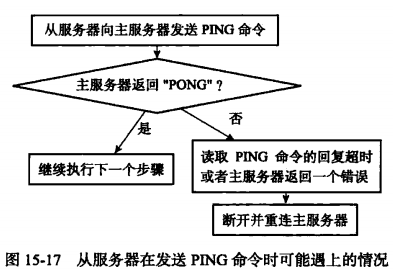 从服务器向主服务器发送 PING 命令
主服务器返回 "PONG"？
是
否
继续执行下一个步骤
读取 PING 命令的回复超时
或者主服务器返回一个错误
断开并重连主服务器
图 15-17 从服务器在发送 PING 命令时可能遇上的情况